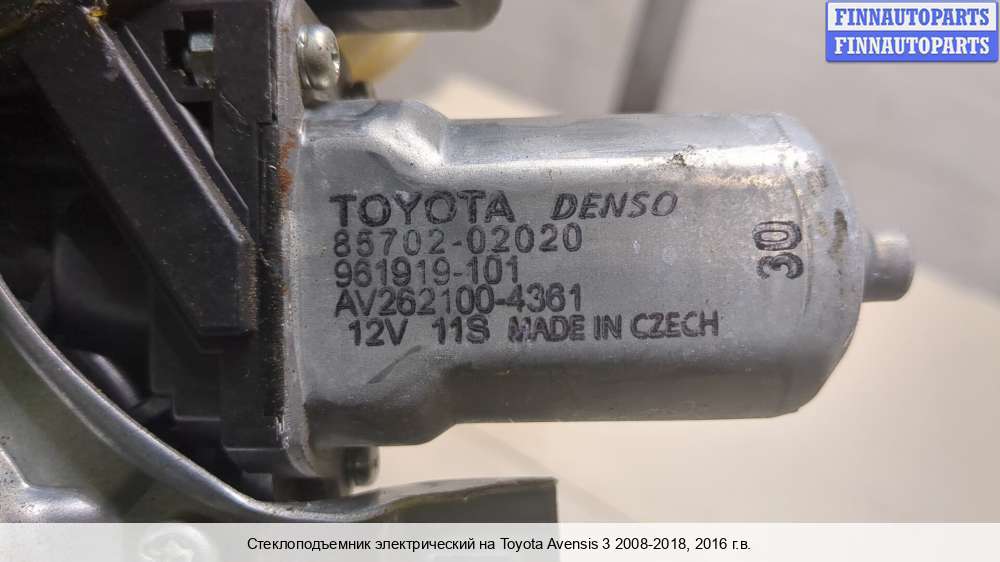 FINNAUTOPARTS
FINNAUTOPARTS
TOYOTA DENSO
85702-02020
961919-101
AV262100-4361
12V 11S MADE IN CZECH
30
Стеклоподъемник электрический на Toyota Avensis 3 2008-2018, 2016 г.в.